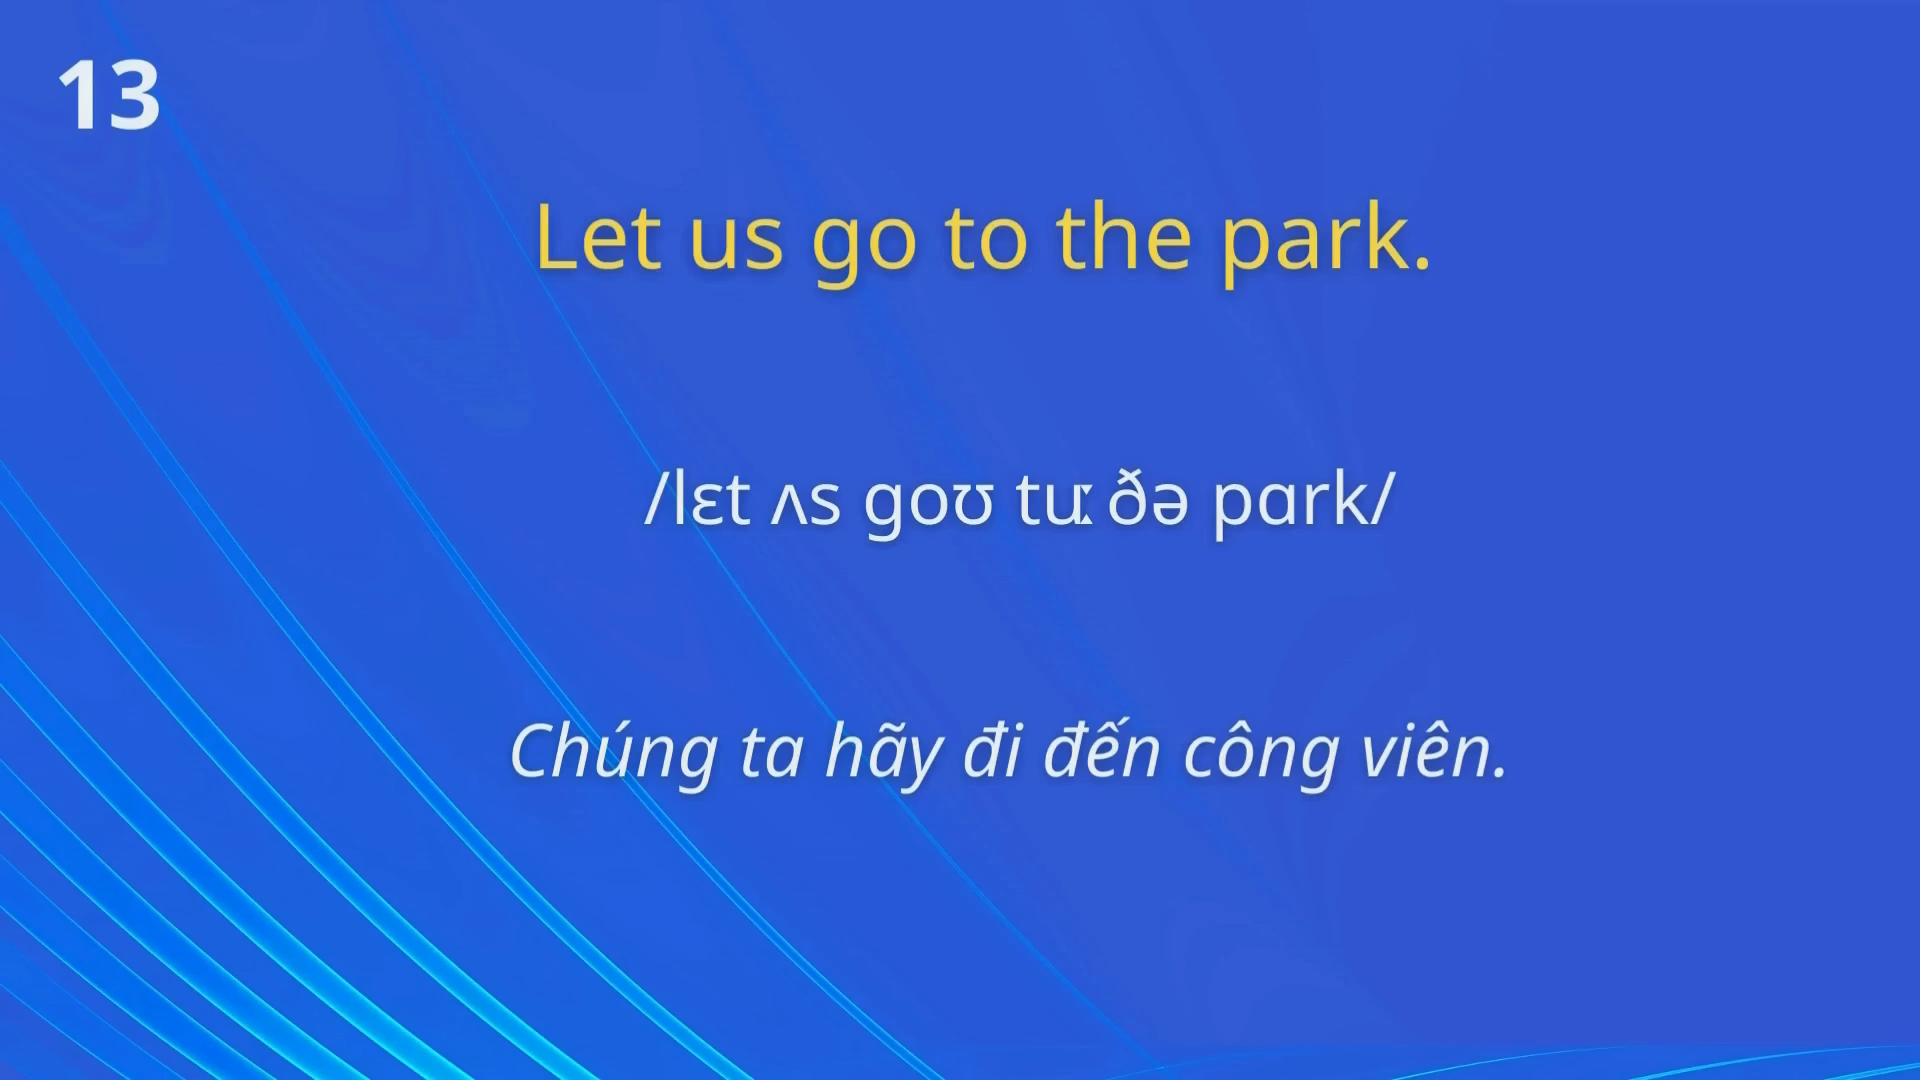 13
Let us go to the park.
/lɛt ʌs goʊ tuː ðə pɑrk/
Chúng ta hãy đi đến công viên.